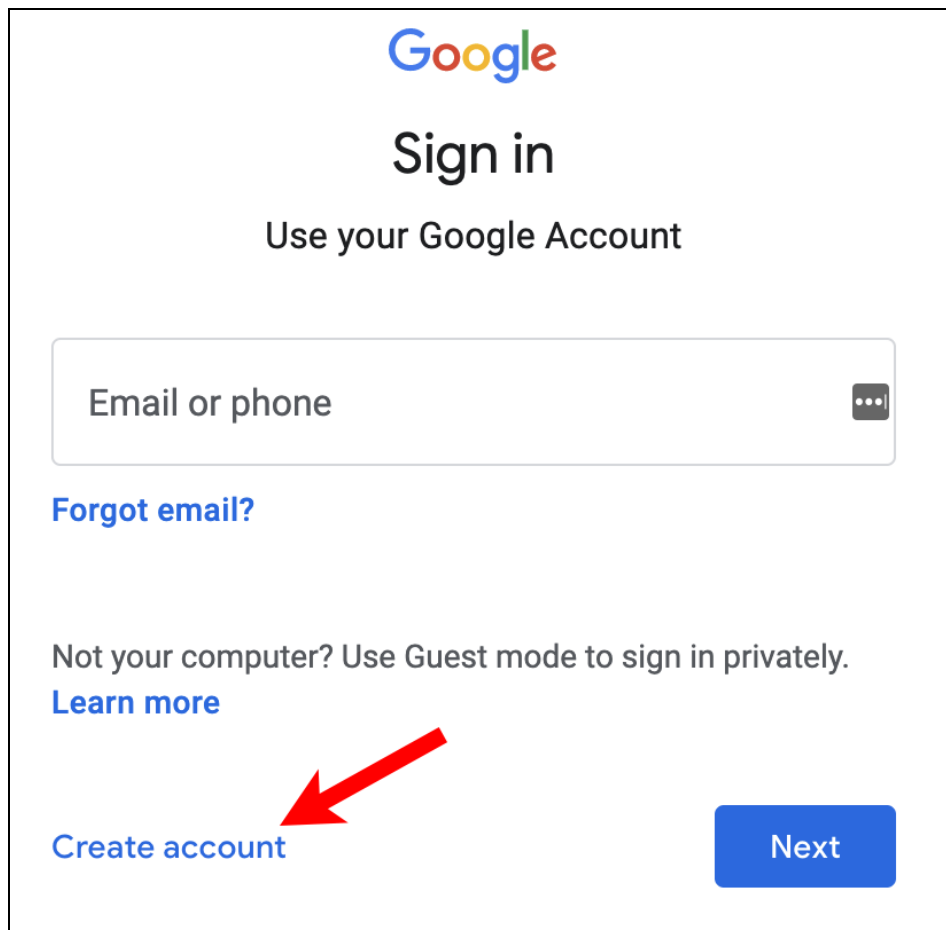 Google
Sign in
Use your Google Account
Email or phone
Forgot email?
Not your computer? Use Guest mode to sign in privately.
Learn more
Create account
Next